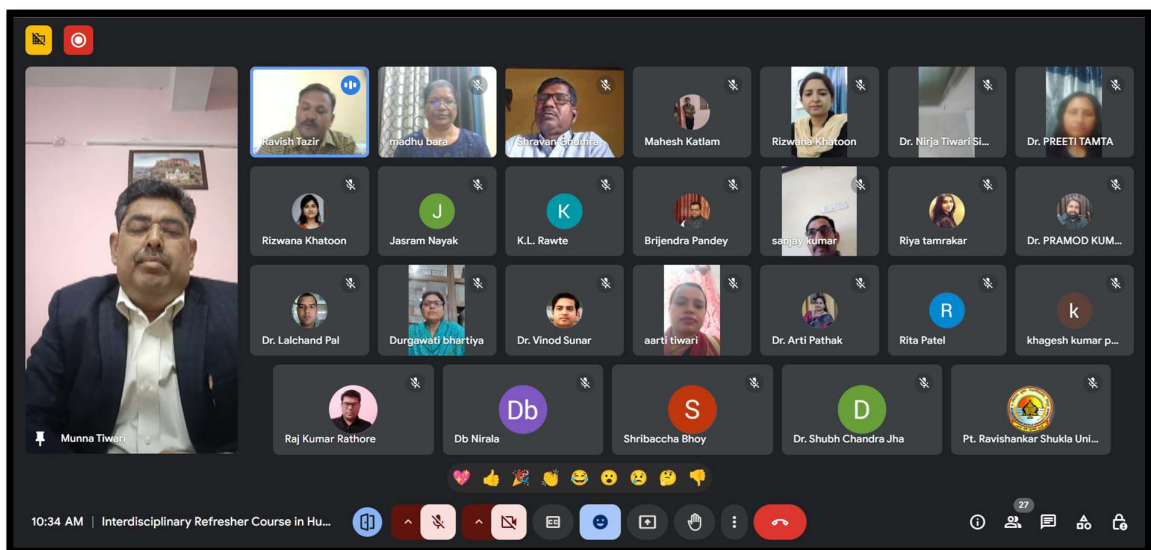 Ravish Tazir
madhu bara
Shravan Ghumra
Mahesh Katlam
Rizwana Khatoon
Dr. Nirja Tiwari Si...
Dr. PREETI TAMTA
Rizwana Khatoon
J
Jasram Nayak
K
K.L. Rawte
Brijendra Pandey
sanjay kumar
Riya tamrakar
Dr. PRAMOD KUM...
Dr. Lalchand Pal
Durgawati bhartiya
Dr. Vinod Sunar
aarti tiwari
Dr. Arti Pathak
R
Rita Patel
k
khagesh kumar p...
Munna Tiwari
Raj Kumar Rathore
Db
Db Nirala
S
Shribaccha Bhoy
D
Dr. Shubh Chandra Jha
Pt. Ravishankar Shukla Uni...
10:34 AM | Interdisciplinary Refresher Course in Hu...
CC
27